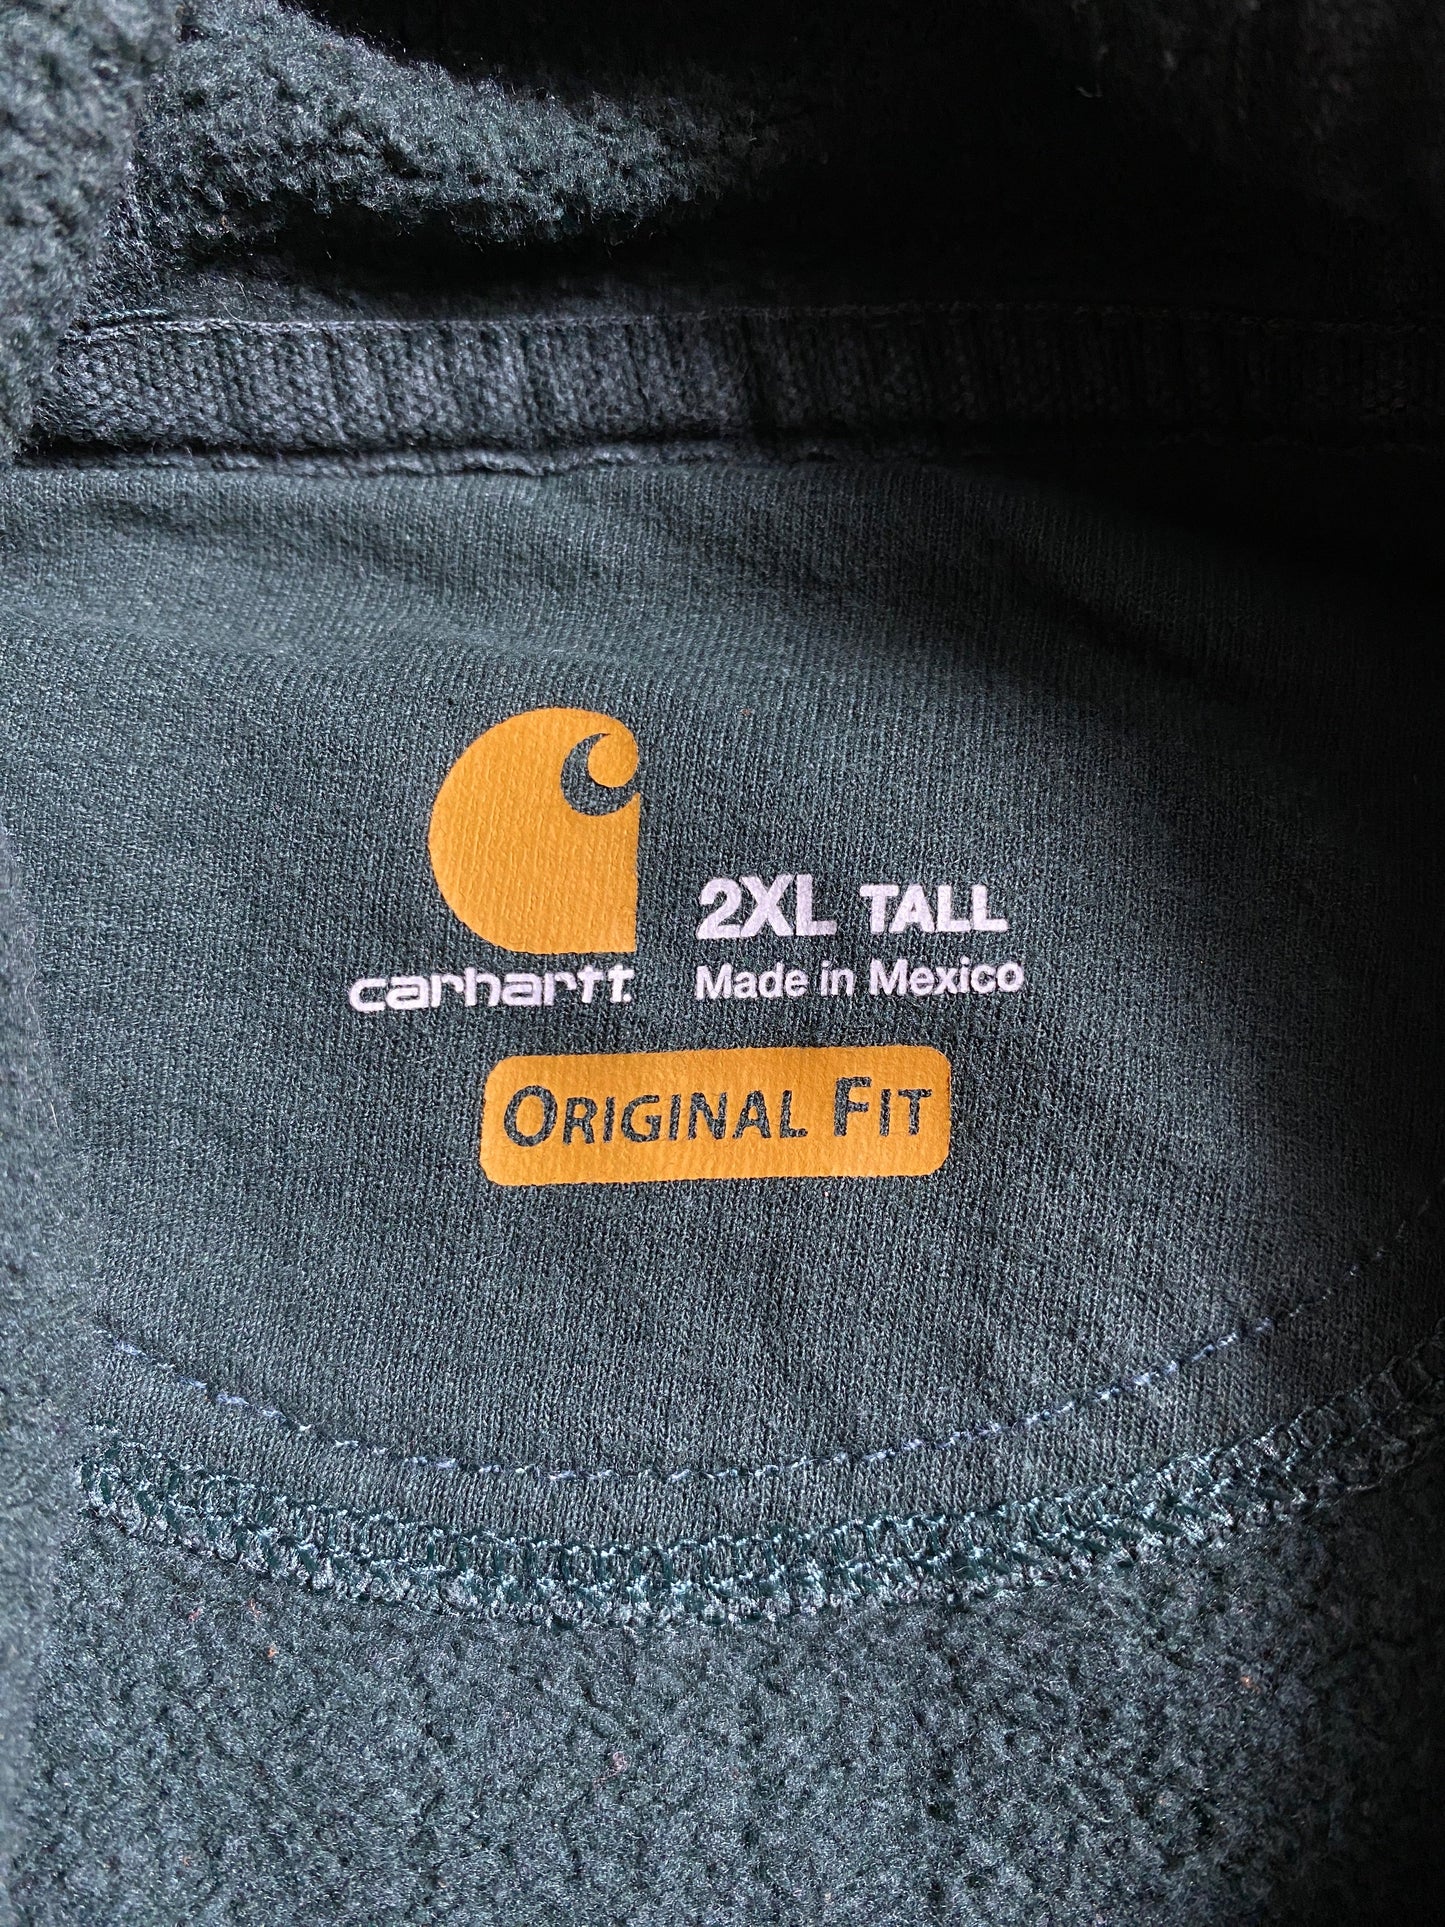 2XL TALL
carhartt.
Made in Mexico
ORIGINAL FIT